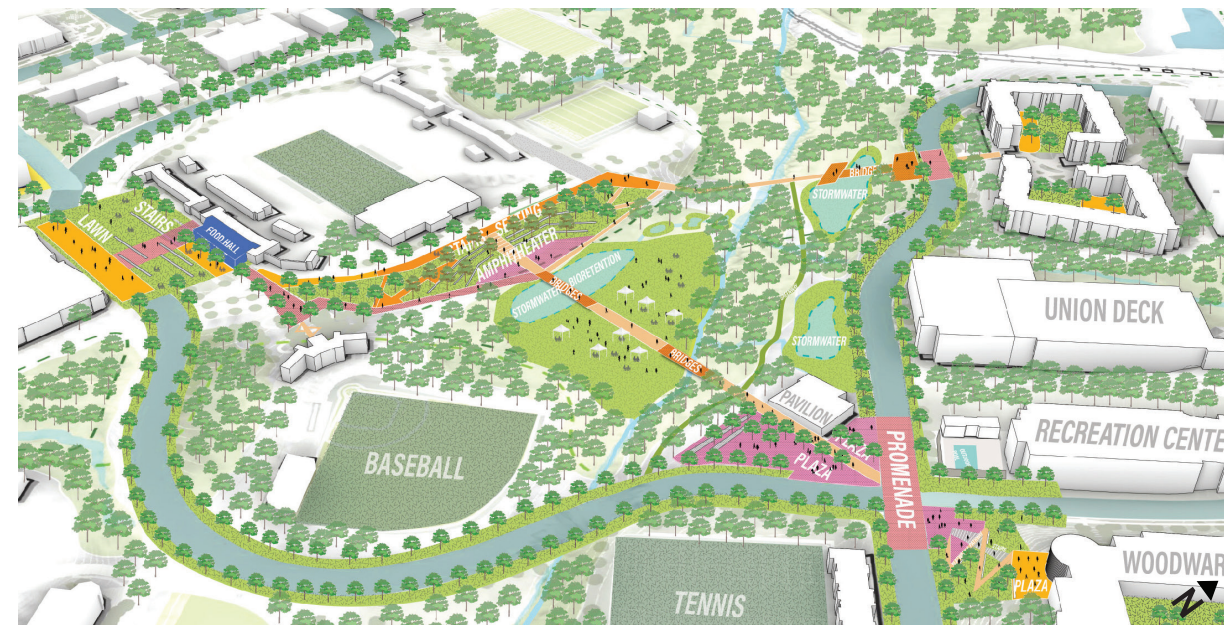 LAWN
STAIRS
FOOD HALL
AMPHITHEATER
BRIDGE
STORMWATER
STORMWATER BIORETENTION
BRIDGES
BRIDGES
STORMWATER
PAVILION
PLAZA
PLAZA
PROMENADE
UNION DECK
RECREATION CENTE
BASEBALL
TENNIS
WOODWAR
PLAZA
N